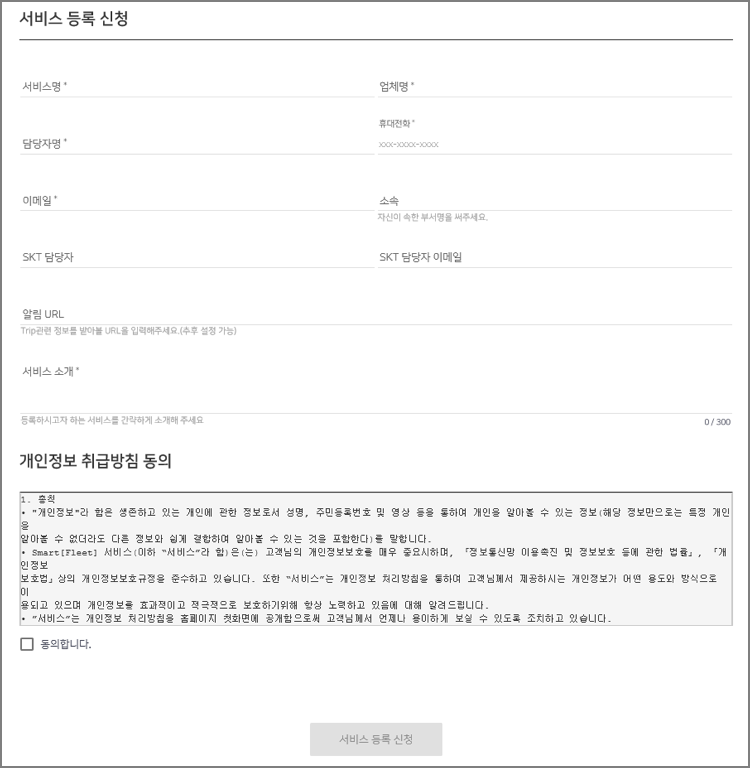 서비스 등록 신청
서비스명 *
업체명 *
담당자명 *
휴대전화 *
xxx-xxxx-xxxx
이메일 *
소속
자신이 속한 부서명을 써주세요.
SKT 담당자
SKT 담당자 이메일
알림 URL
Trip관련 정보를 받아볼 URL을 입력해주세요.(추후 설정 가능)
서비스 소개 *
등록하시고자 하는 서비스를 간략하게 소개해 주세요
0 / 300
개인정보 취급방침 동의
1. 총칙
• "개인정보"라 함은 생존하고 있는 개인에 관한 정보로서 성명, 주민등록번호 및 영상 등을 통하여 개인을 알아볼 수 있는 정보(해당 정보만으로는 특정 개인
을
알아볼 수 없더라도 다른 정보와 쉽게 결합하여 알아볼 수 있는 것을 포함한다)를 말합니다.
• Smart[Fleet] 서비스(이하 “서비스”라 함)은(는) 고객님의 개인정보보호를 매우 중요시하며, 『정보통신망 이용촉진 및 정보보호 등에 관한 법률』, 『개
인정보
보호법』상의 개인정보보호규정을 준수하고 있습니다. 또한 “서비스”는 개인정보 처리방침을 통하여 고객님께서 제공하시는 개인정보가 어떤 용도와 방식으로
이
용되고 있으며 개인정보를 효과적이고 적극적으로 보호하기위해 항상 노력하고 있음에 대해 알려드립니다.
• ”서비스”는 개인정보 처리방침을 홈페이지 첫화면에 공개함으로써 고객님께서 언제나 용이하게 보실 수 있도록 조치하고 있습니다.
동의합니다.
서비스 등록 신청